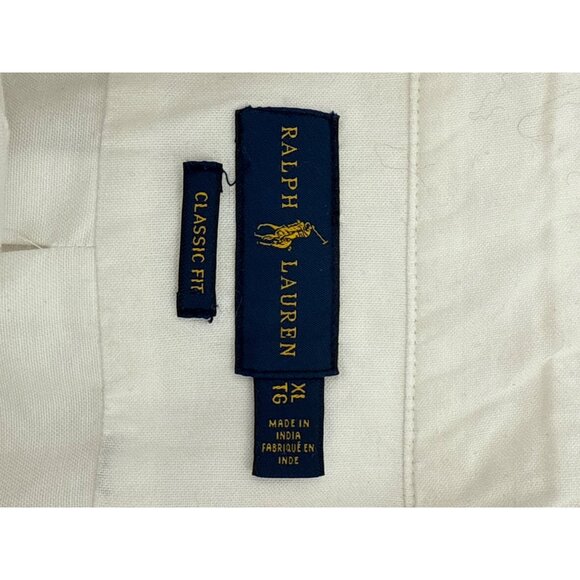 RALPH LAUREN
CLASSIC FIT
XL
TG
MADE IN
INDIA
FABRIQUÉ EN
INDE